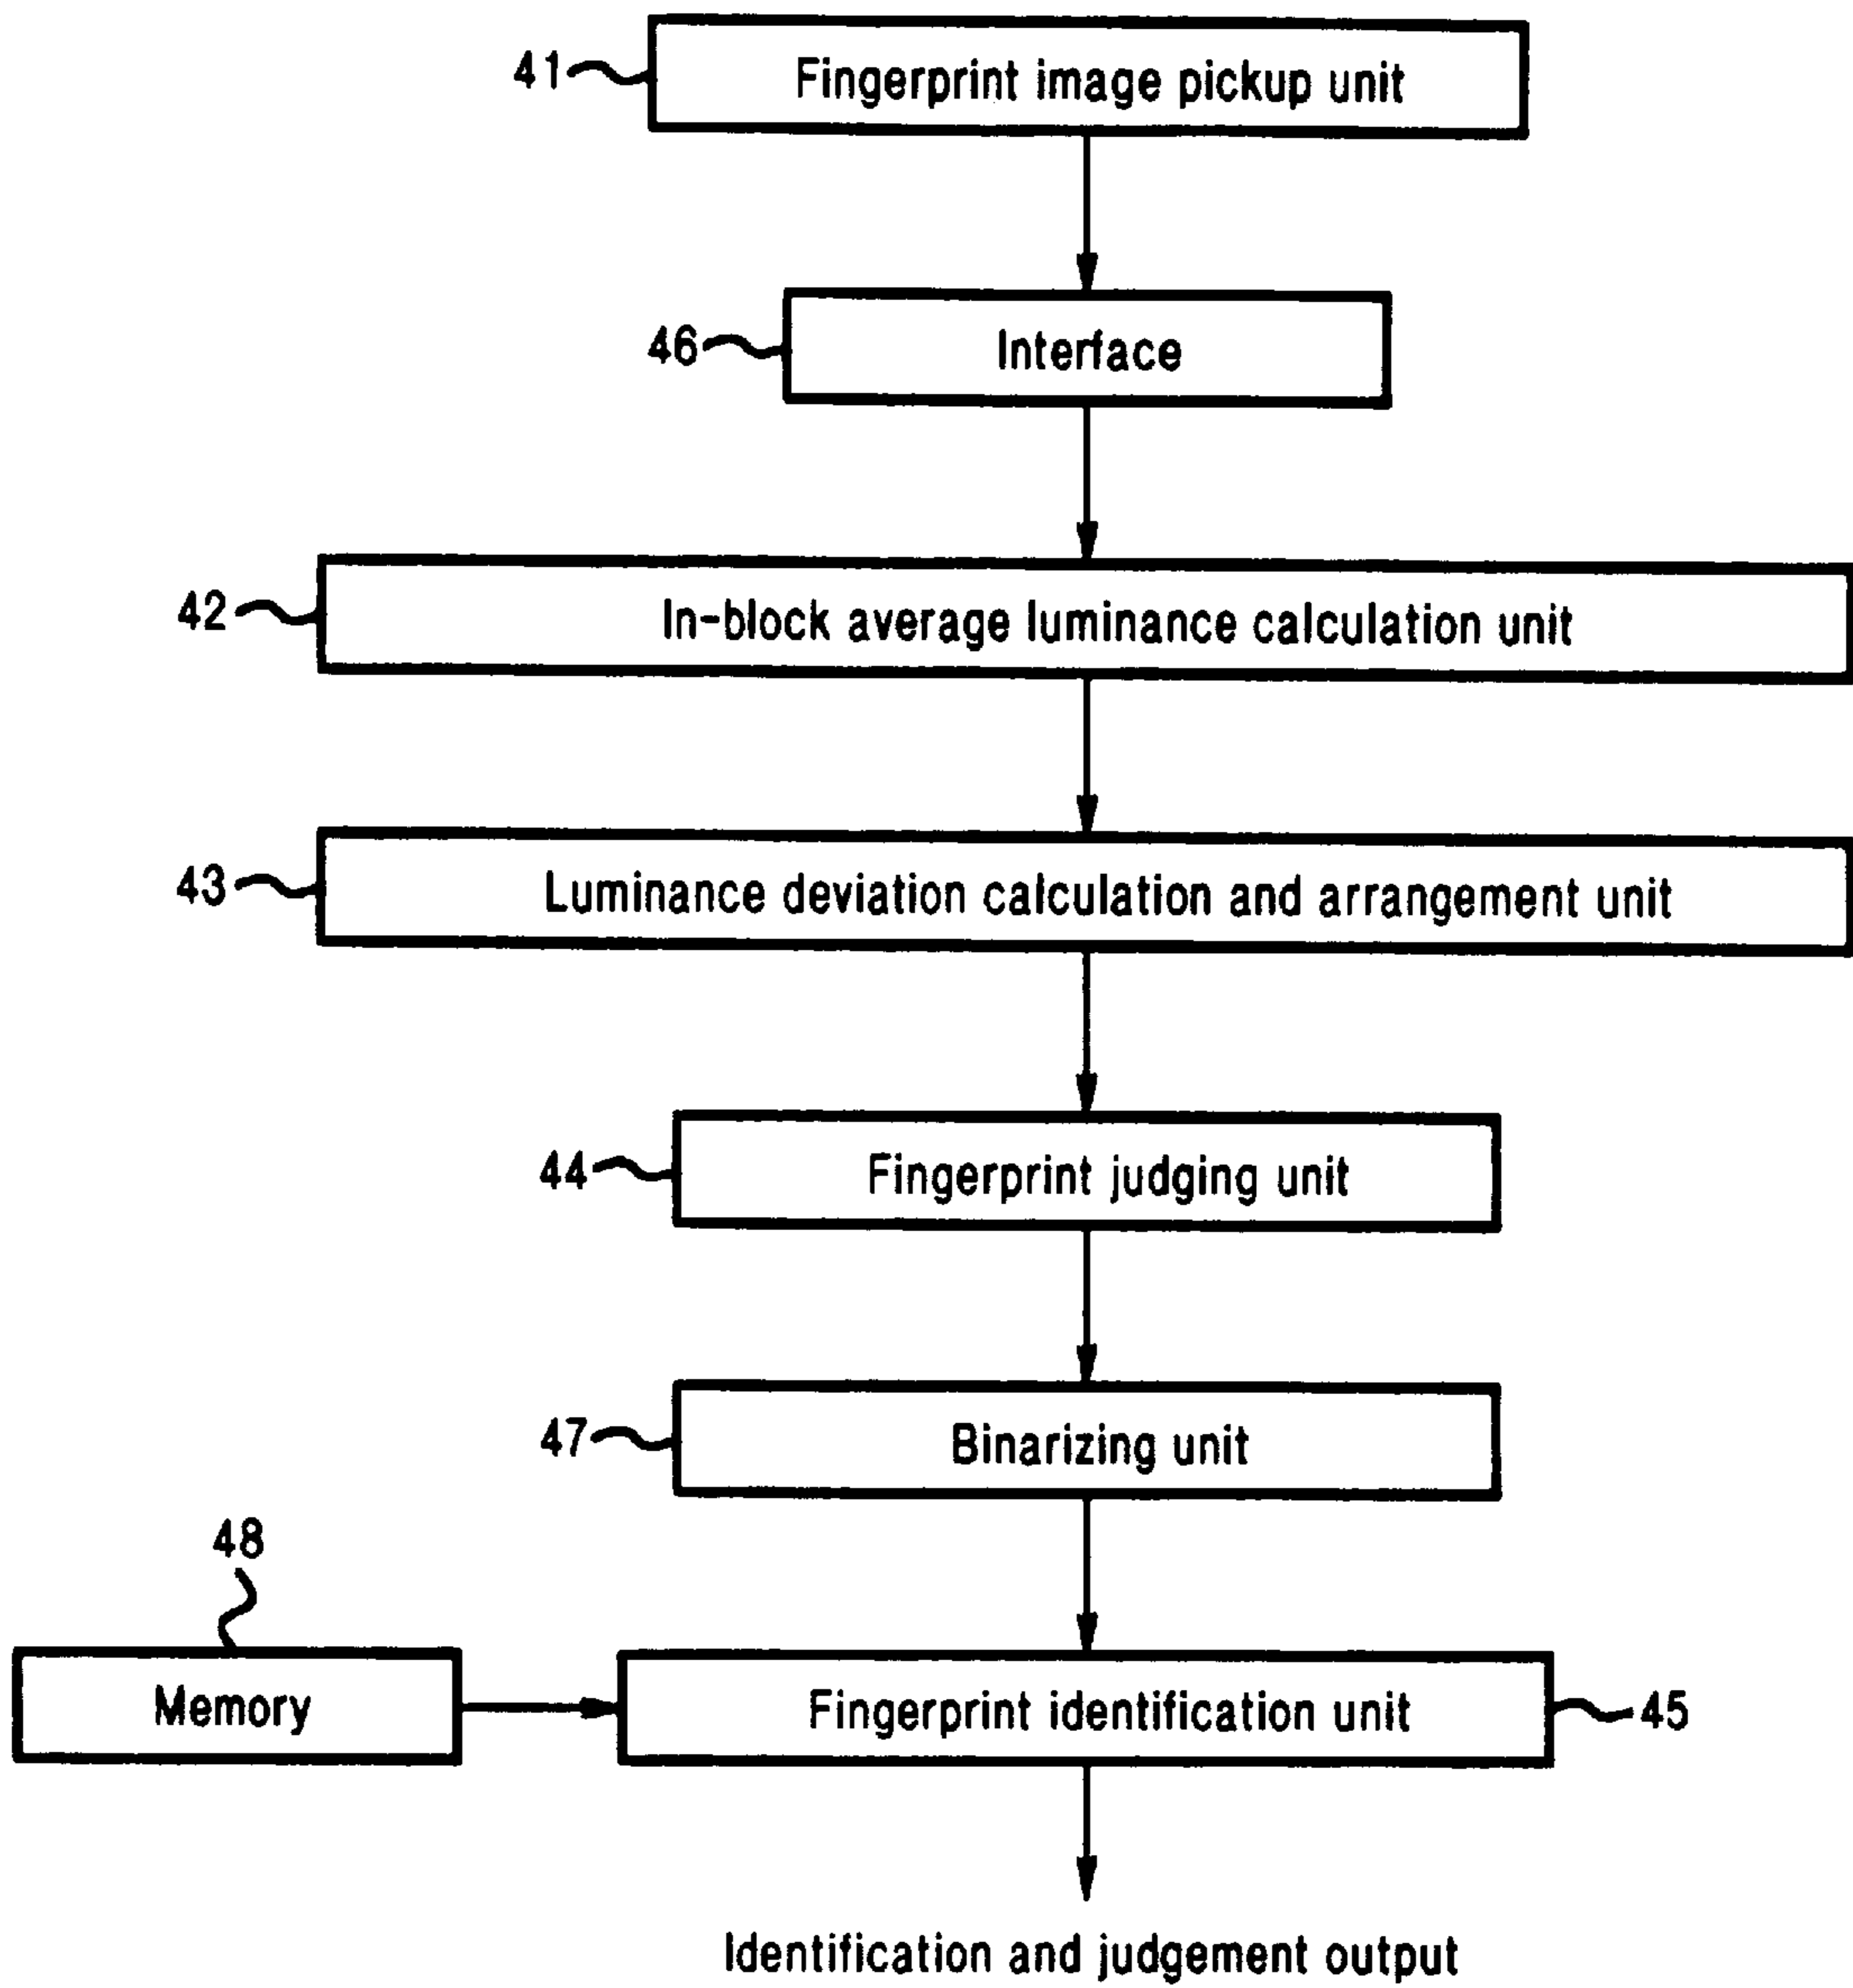 41 Fingerprint image pickup unit
46 Interface
42 In-block average luminance calculation unit
43 Luminance deviation calculation and arrangement unit
44 Fingerprint judging unit
47 Binarizing unit
48
Memory Fingerprint identification unit 45
Identification and judgement output